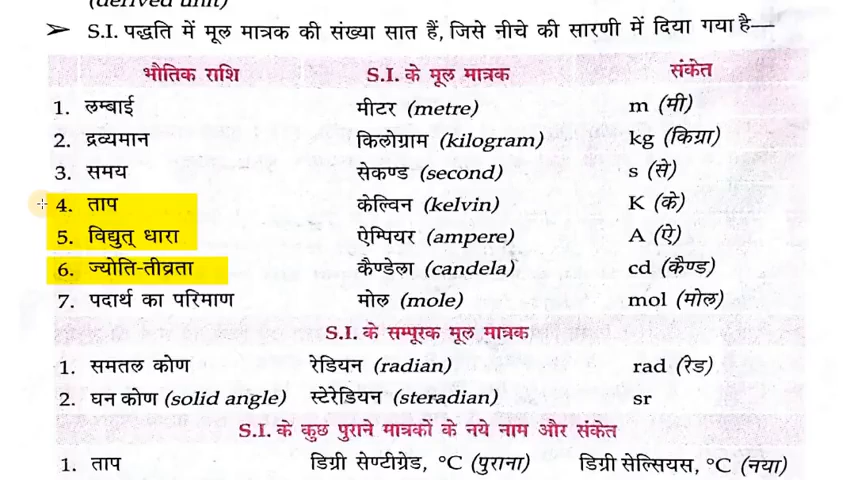 (derived unit)
➢ S.I. पद्धति में मूल मात्रक की संख्या सात हैं, जिसे नीचे की सारणी में दिया गया है—
भौतिक राशि S.I. के मूल मात्रक संकेत
1. लम्बाई मीटर (metre) m (मी)
2. द्रव्यमान किलोग्राम (kilogram) kg (किग्रा)
3. समय सेकण्ड (second) s (से)
4. ताप केल्विन (kelvin) K (के)
5. विद्युत् धारा ऐम्पियर (ampere) A (ऐ)
6. ज्योति-तीव्रता कैण्डेला (candela) cd (कैण्ड)
7. पदार्थ का परिमाण मोल (mole) mol (मोल)
S.I. के सम्पूरक मूल मात्रक
1. समतल कोण रेडियन (radian) rad (रेड)
2. घन कोण (solid angle) स्टेरेडियन (steradian) sr
S.I. के कुछ पुराने मात्रकों के नये नाम और संकेत
1. ताप डिग्री सेण्टीग्रेड, °C (पुराना) डिग्री सेल्सियस, °C (नया)